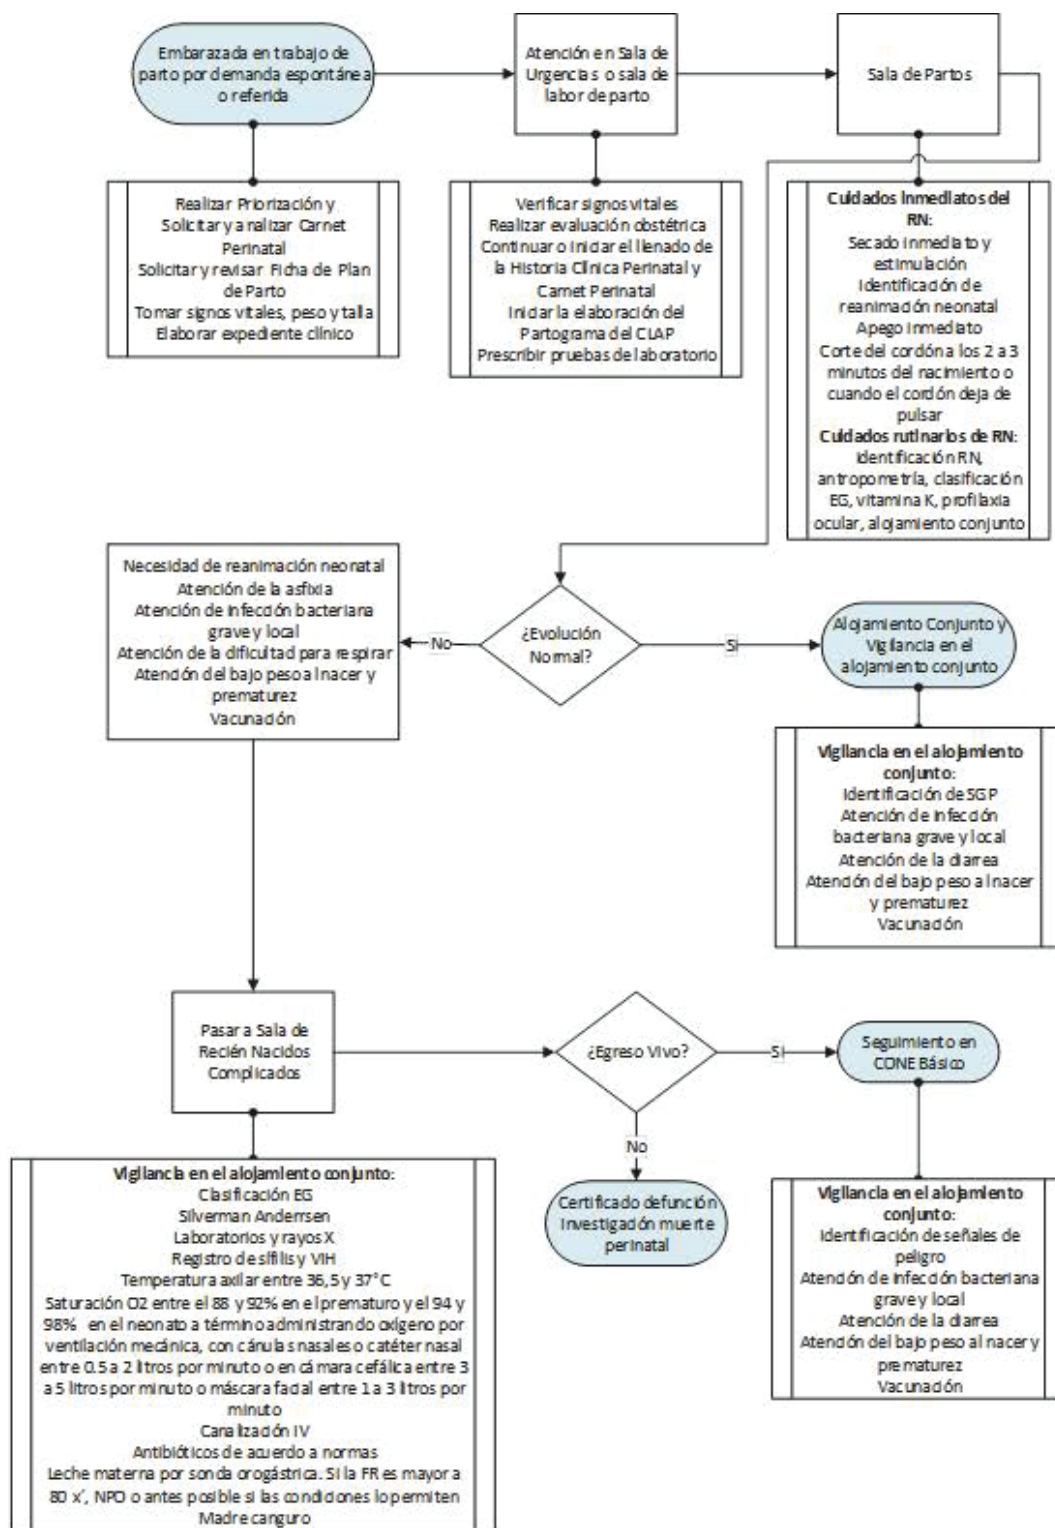 Embarazada en trabajo de
parto por demanda espontánea
o referida
Atención en Sala de
Urgencias o sala de
labor de parto
Sala de Partos
Realizar Priorización y
Solicitar y analizar Carnet
Perinatal
Solicitar y revisar Ficha de Plan
de Parto
Tomar signos vitales, peso y talla
Elaborar expediente clínico
Verificar signos vitales
Realizar evaluación obstétrica
Continuar o iniciar el llenado de
la Historia Clínica Perinatal y
Carnet Perinatal
Iniciar la elaboración del
Partograma del CLAP
Prescribir pruebas de laboratorio
Cuidados inmediatos del
RN:
Secado inmediato y
estimulación
Identificación de
reanimación neonatal
Apego inmediato
Corte del cordón a los 2 a 3
minutos del nacimiento o
cuando el cordón deja de
pulsar
Cuidados rutinarios de RN:
identificación RN,
antropometría, clasificación
EG, vitamina K, profilaxia
ocular, alojamiento conjunto
Necesidad de reanimación neonatal
Atención de la asfixia
Atención de infección bacteriana
grave y local
Atención de la dificultad para respirar
Atención del bajo peso al nacer y
prematurez
Vacunación
No
¿Evolución
Normal?
Si
Alojamiento Conjunto y
Vigilancia en el
alojamiento conjunto
Vigilancia en el alojamiento
conjunto:
Identificación de SGP
Atención de infección
bacteriana grave y local
Atención de la diarrea
Atención del bajo peso al nacer
y prematurez
Vacunación
Pasar a Sala de
Recién Nacidos
Complicados
¿Egreso Vivo?
Si
Seguimiento en
CONE Básico
No
Certificado defunción
Investigación muerte
perinatal
Vigilancia en el alojamiento conjunto:
Clasificación EG
Silverman Anderrsen
Laboratorios y rayos X
Registro de sífilis y VIH
Temperatura axilar entre 36,5 y 37°C
Saturación O2 entre el 88 y 92% en el prematuro y el 94 y
98% en el neonato a término administrando oxígeno por
ventilación mecánica, con cánulas nasales o catéter nasal
entre 0.5 a 2 litros por minuto o en cámara cefálica entre 3
a 5 litros por minuto o máscara facial entre 1 a 3 litros por
minuto
Canalización IV
Antibióticos de acuerdo a normas
Leche materna por sonda orogástrica. Si la FR es mayor a
80 x', NPO o antes posible si las condiciones lo permiten
Madre canguro
Vigilancia en el alojamiento
conjunto:
Identificación de señales de
peligro
Atención de infección bacteriana
grave y local
Atención de la diarrea
Atención del bajo peso al nacer y
prematurez
Vacunación